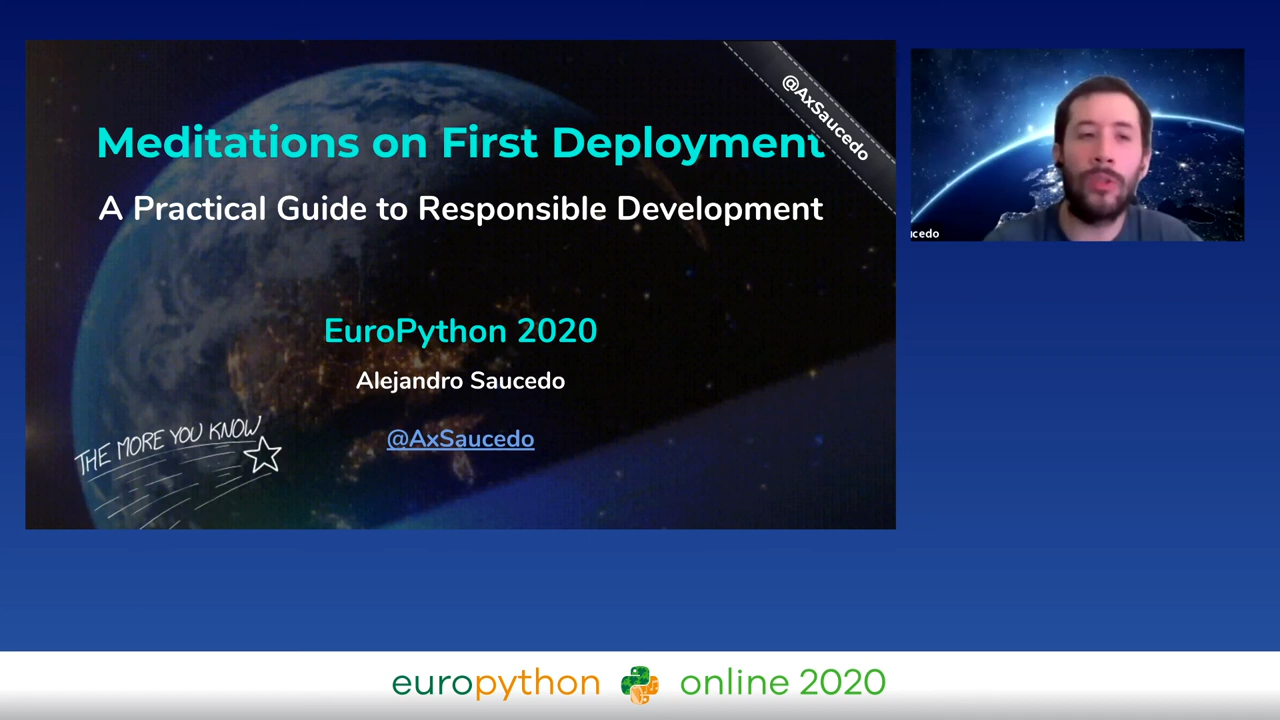 Meditations on First Deployment
@AxSaucedo
A Practical Guide to Responsible Development
EuroPython 2020
Alejandro Saucedo
@AxSaucedo
THE MORE YOU KNOW
ucedo
europython online 2020